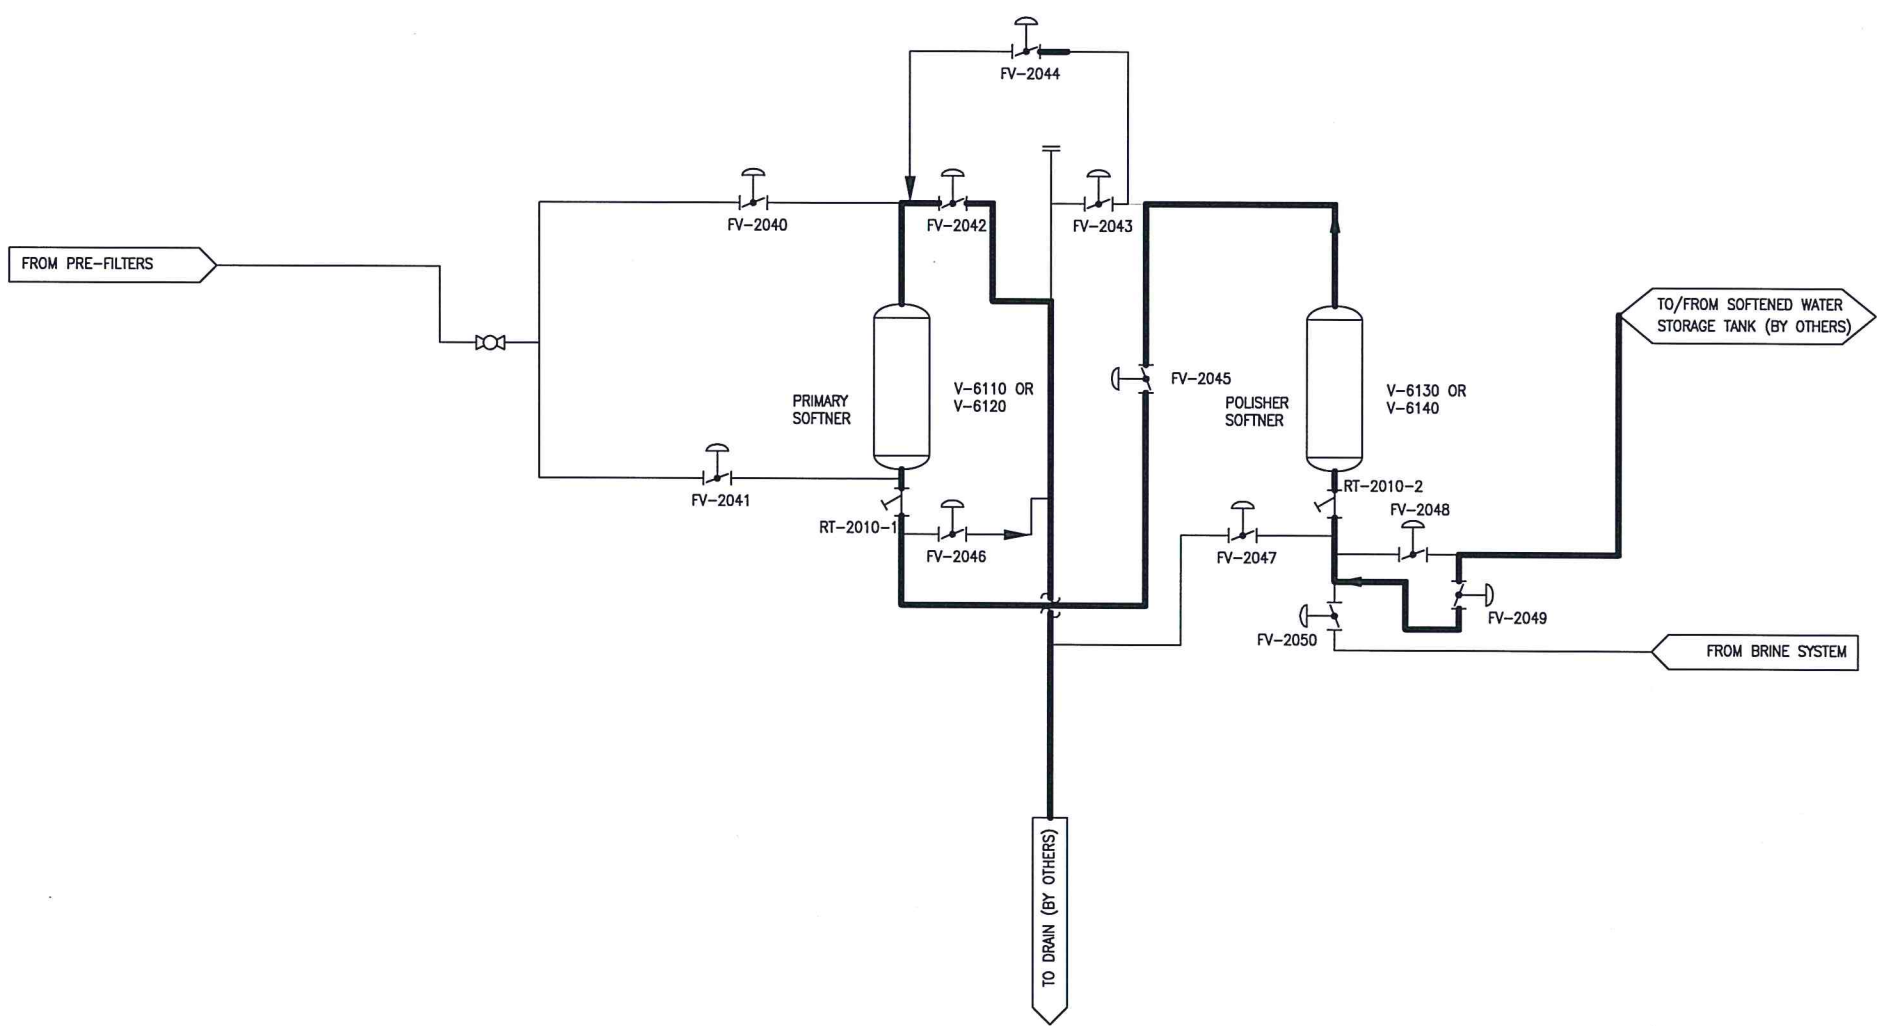 FV-2044
FV-2040
FV-2042
FV-2043
FROM PRE-FILTERS
TO/FROM SOFTENED WATER
STORAGE TANK (BY OTHERS)
PRIMARY
SOFTNER
V-6110 OR
V-6120
FV-2045
POLISHER
SOFTNER
V-6130 OR
V-6140
FV-2041
RT-2010-1
FV-2046
RT-2010-2
FV-2048
FV-2047
FV-2049
FV-2050
FROM BRINE SYSTEM
TO DRAIN (BY OTHERS)